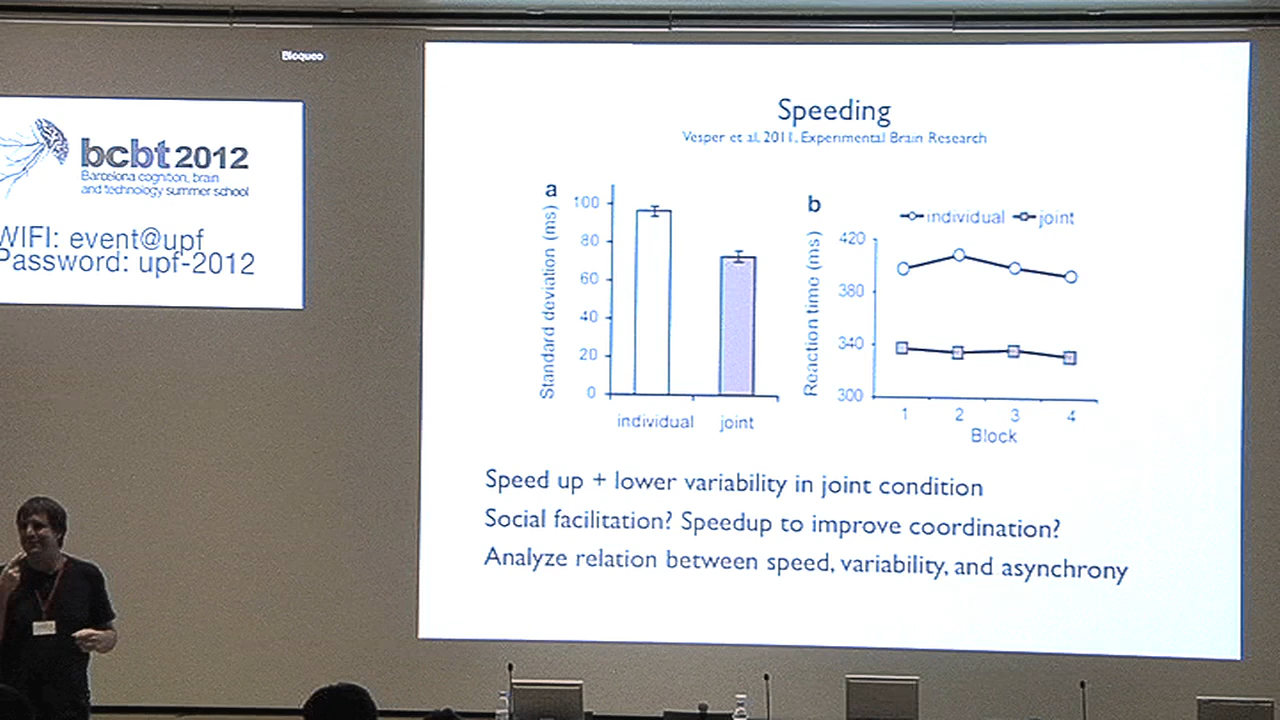 Bloqueo
bcbt 2012
Barcelona cognition, brain
and technology summer school
WIFI: event@upf
Password: upf-2012
Speeding
Vesper et al. 2011, Experimental Brain Research
a
Standard deviation (ms)
100
80
60
40
20
0
individual joint
b
individual joint
Reaction time (ms)
420
380
340
300
1 2 3 4
Block
Speed up + lower variability in joint condition
Social facilitation? Speedup to improve coordination?
Analyze relation between speed, variability, and asynchrony